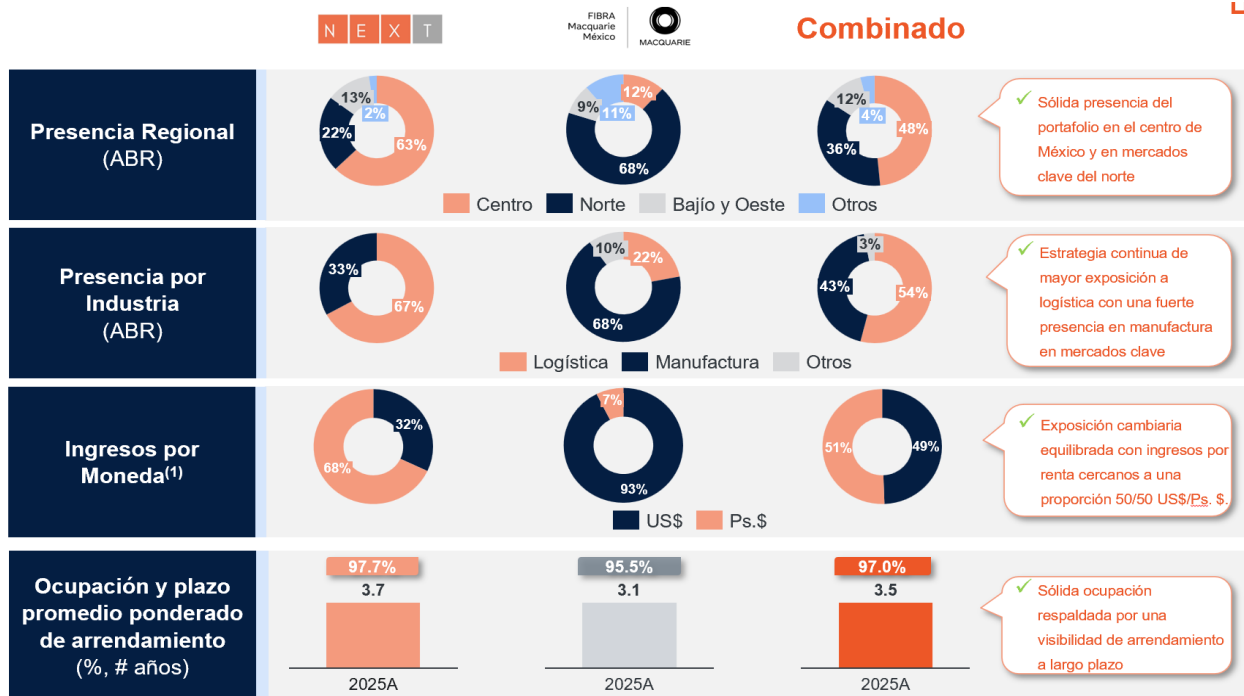 N E X T
FIBRA
Macquarie
México
MACQUARIE
Combinado
Presencia Regional
(ABR)
13%
2%
22%
63%
9%
12%
11%
68%
12%
4%
48%
36%
Centro
Norte
Bajío y Oeste
Otros
✓ Sólida presencia del
portafolio en el centro de
México y en mercados
clave del norte
Presencia por
Industria
(ABR)
33%
67%
10%
22%
68%
3%
43%
54%
Logística
Manufactura
Otros
✓ Estrategia continua de
mayor exposición a
logística con una fuerte
presencia en manufactura
en mercados clave
Ingresos por
Moneda(1)
32%
68%
7%
93%
51%
49%
US$
Ps.$
✓ Exposición cambiaria
equilibrada con ingresos por
renta cercanos a una
proporción 50/50 US$/Ps. $.
Ocupación y plazo
promedio ponderado
de arrendamiento
(%, # años)
97.7%
3.7
2025A
95.5%
3.1
2025A
97.0%
3.5
2025A
✓ Sólida ocupación
respaldada por una
visibilidad de arrendamiento
a largo plazo